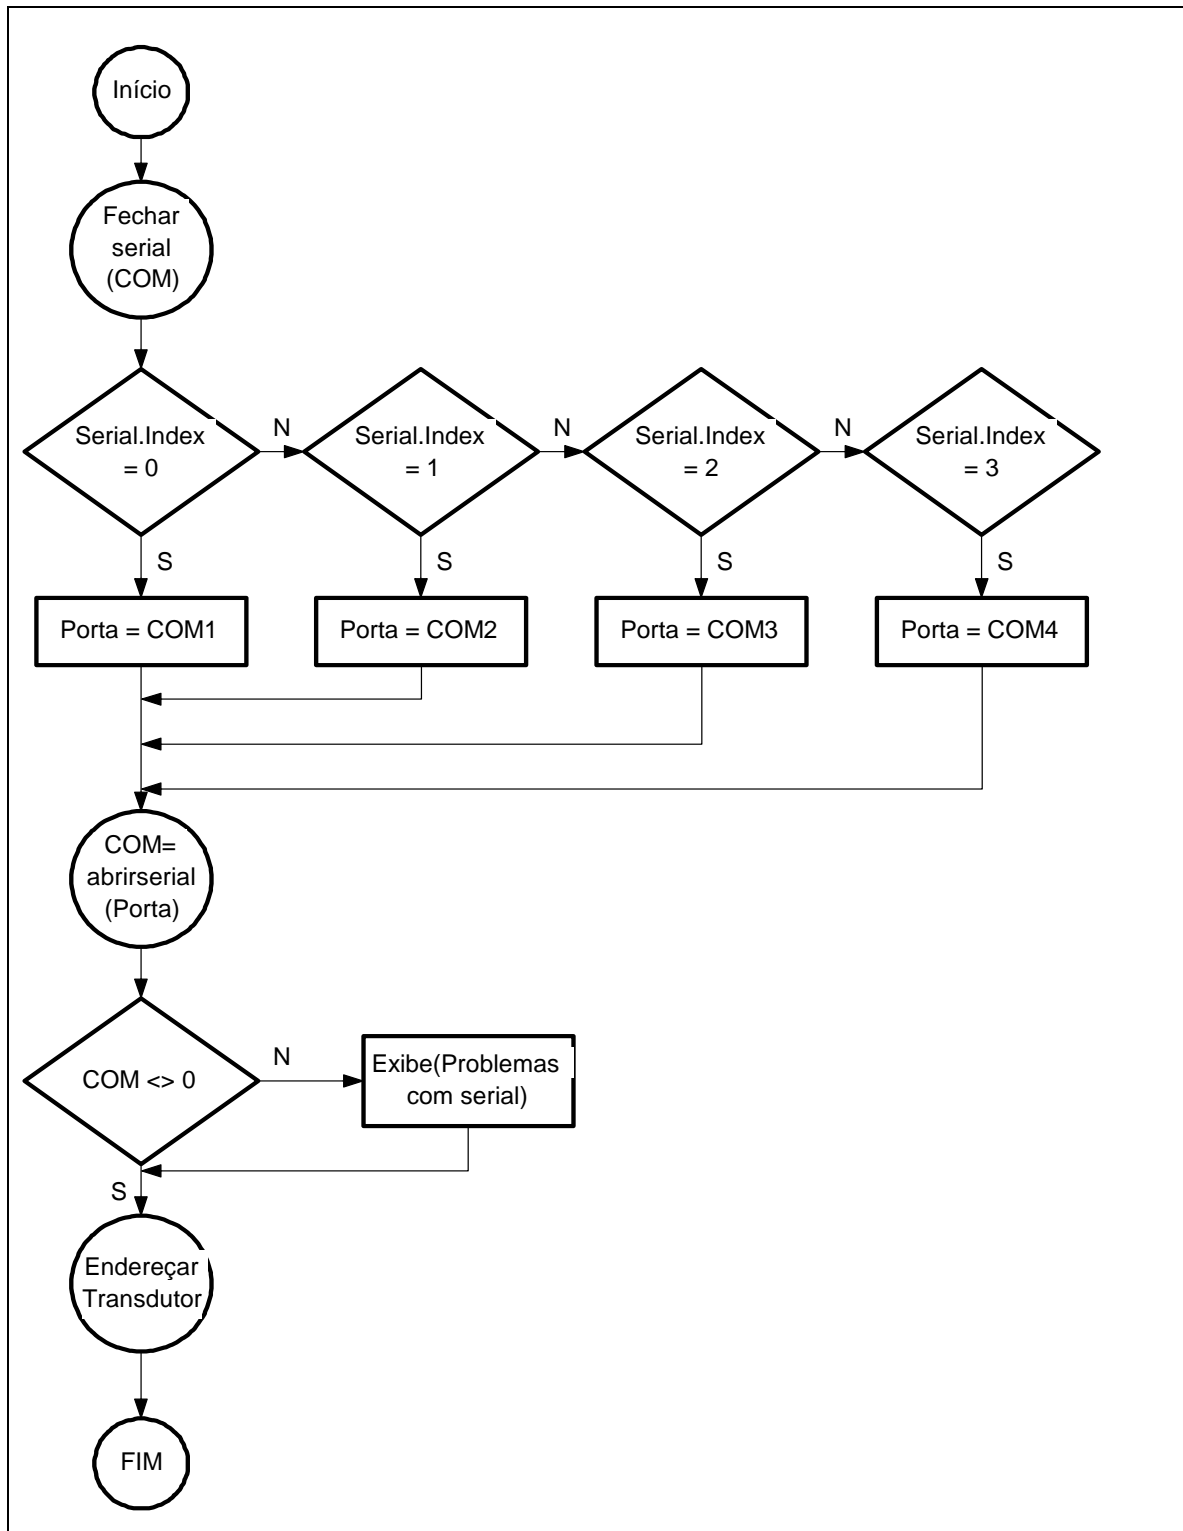 Início
Fechar
serial
(COM)
Serial.Index
= 0
N
Serial.Index
= 1
N
Serial.Index
= 2
N
Serial.Index
= 3
S
S
S
S
Porta = COM1
Porta = COM2
Porta = COM3
Porta = COM4
COM=
abrirserial
(Porta)
COM <> 0
N
Exibe(Problemas
com serial)
S
Endereçar
Transdutor
FIM